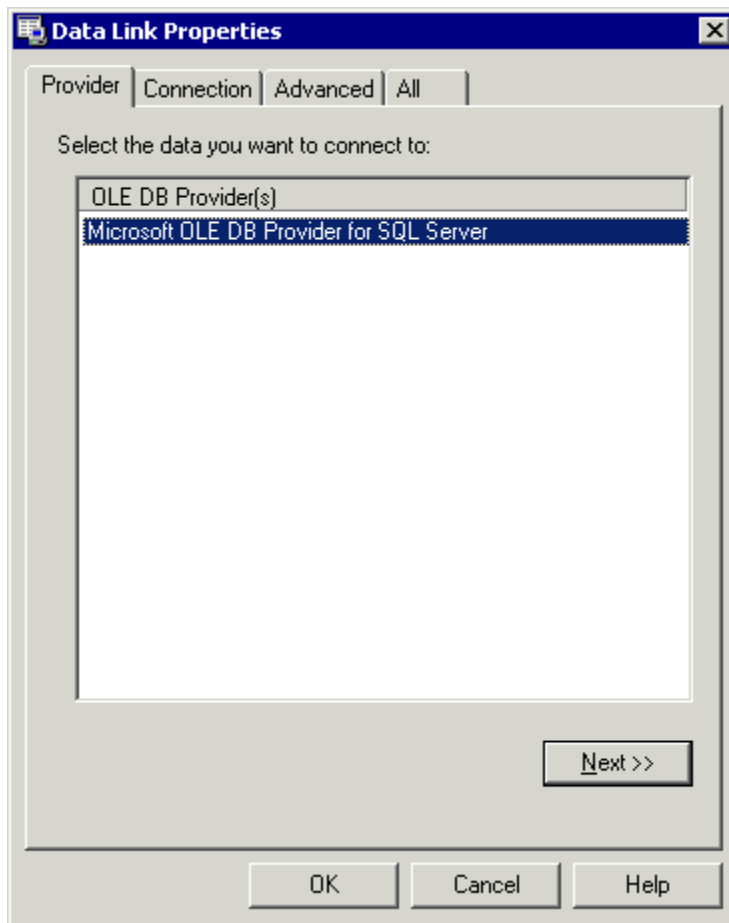 Data Link Properties
Provider Connection Advanced All
Select the data you want to connect to:
OLE DB Provider(s)
Microsoft OLE DB Provider for SQL Server
Next >>
OK Cancel Help